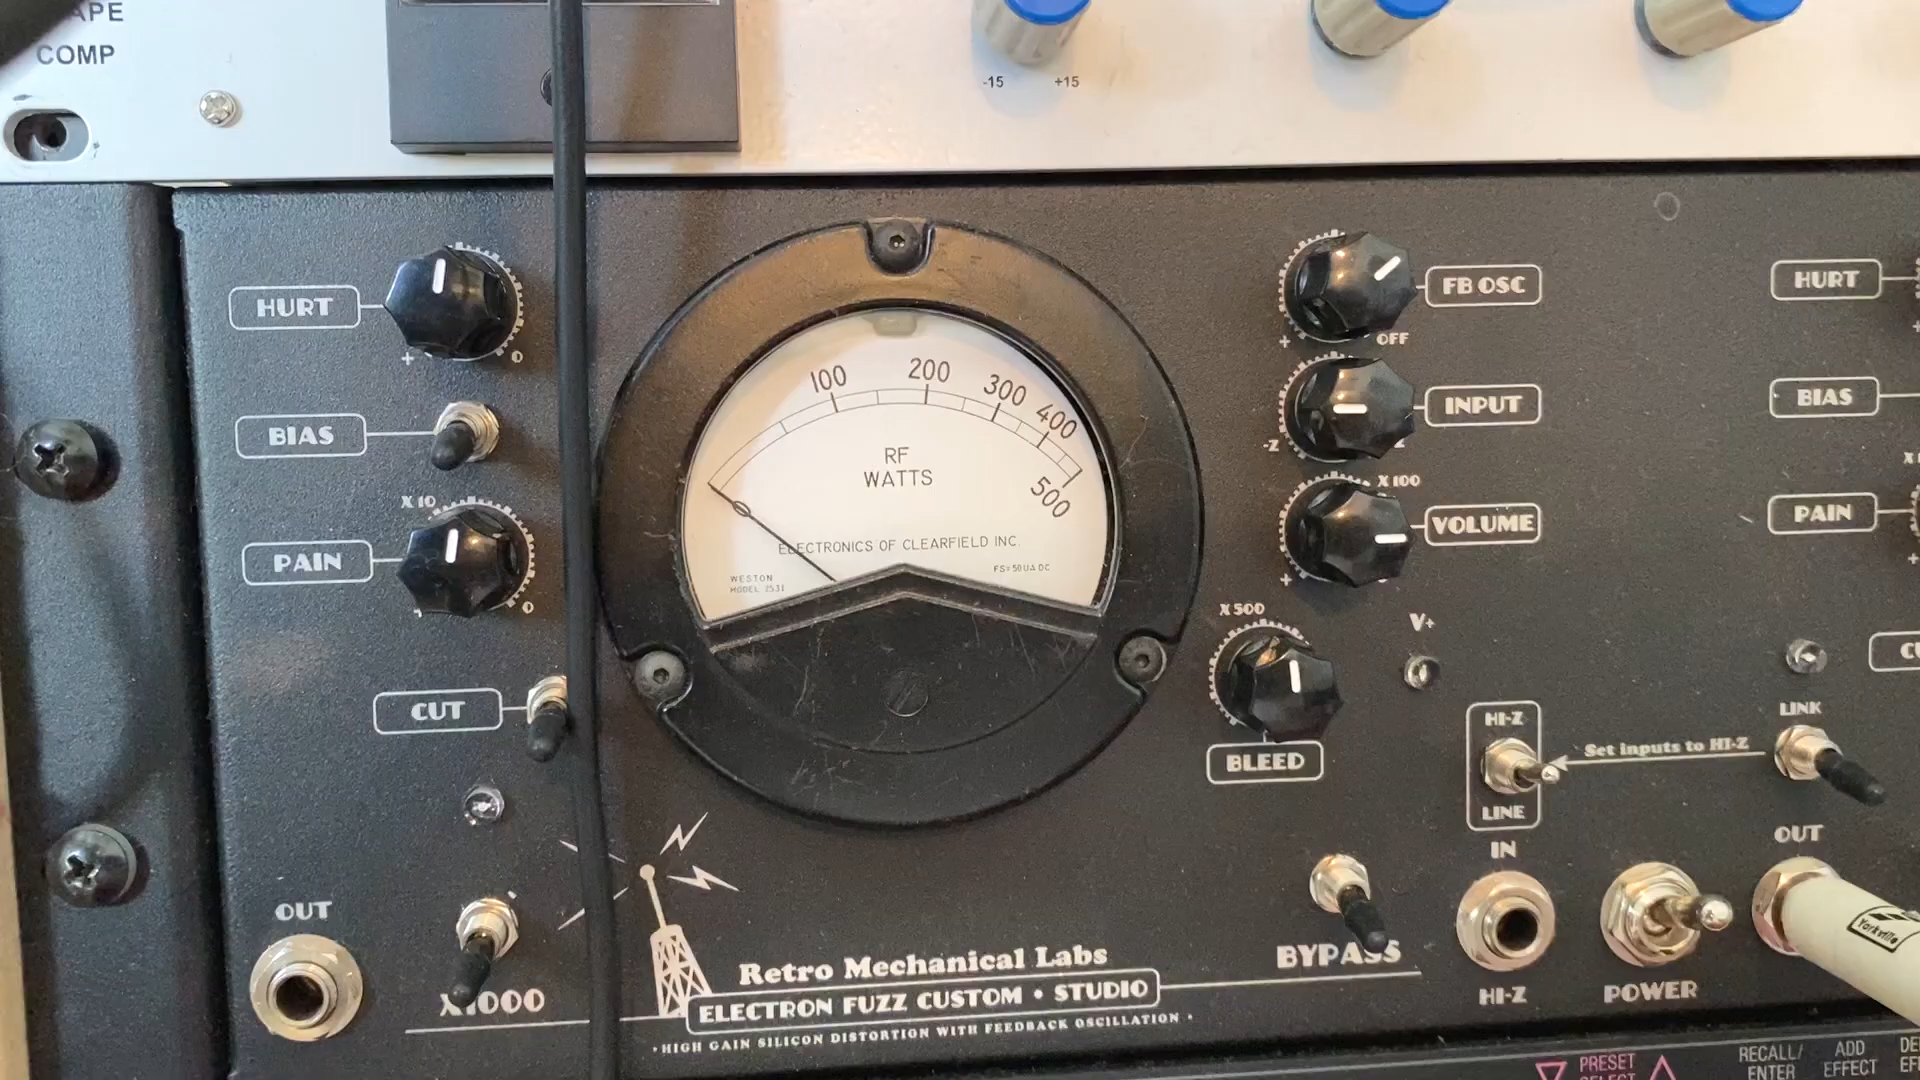 COMP
-15 +15
HURT
+
BIAS
X 10
PAIN
CUT
OUT
X1000
100 200 300 400 500
RF
WATTS
ELECTRONICS OF CLEARFIELD INC.
WESTON
MODEL 2531
FS=50UA DC
FB OSC
+ OFF
INPUT
-Z
X 100
VOLUME
+
X 500
V+
BLEED
HI-Z
LINE
IN
HI-Z
Set inputs to HI-Z
LINK
OUT
BYPASS
POWER
Yorkville
HURT
BIAS
PAIN
Retro Mechanical Labs
ELECTRON FUZZ CUSTOM • STUDIO
• HIGH GAIN SILICON DISTORTION WITH FEEDBACK OSCILLATION •
PRESET
RECALL/
ENTER
ADD
EFFECT